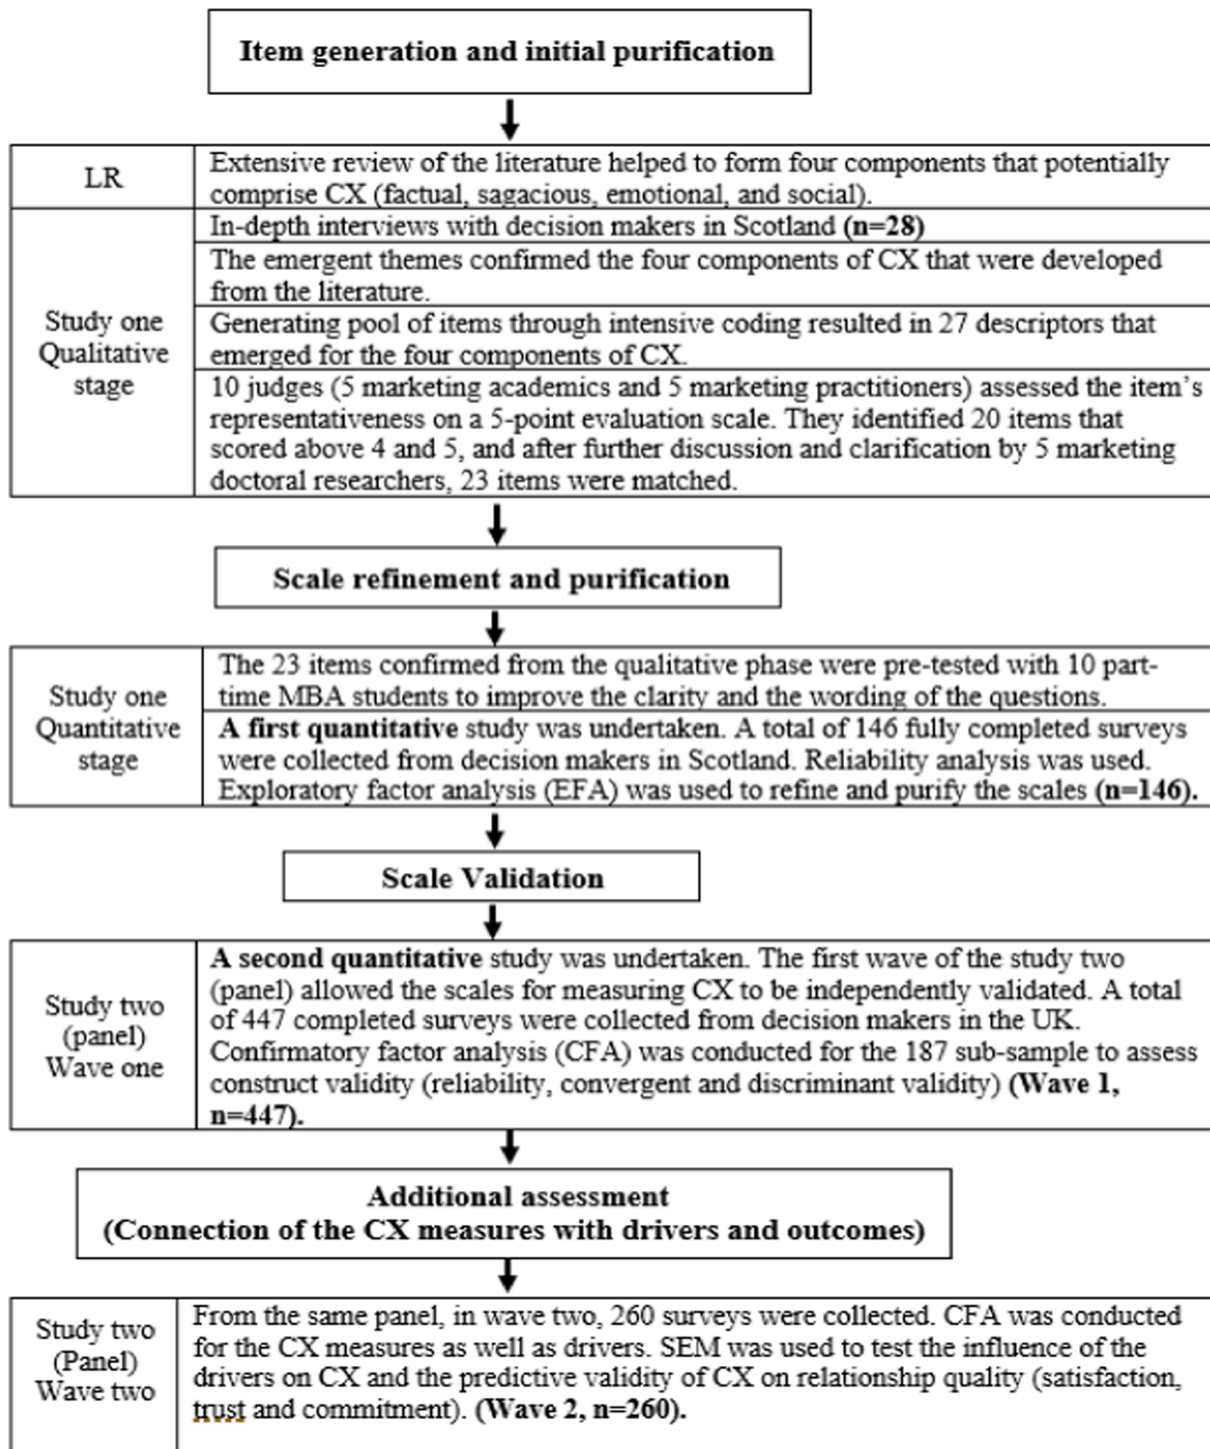 Item generation and initial purification
LR
Extensive review of the literature helped to form four components that potentially
comprise CX (factual, sagacious, emotional, and social).
Study one
Qualitative
stage
In-depth interviews with decision makers in Scotland (n=28)
The emergent themes confirmed the four components of CX that were developed
from the literature.
Generating pool of items through intensive coding resulted in 27 descriptors that
emerged for the four components of CX.
10 judges (5 marketing academics and 5 marketing practitioners) assessed the item's
representativeness on a 5-point evaluation scale. They identified 20 items that
scored above 4 and 5, and after further discussion and clarification by 5 marketing
doctoral researchers, 23 items were matched.
Scale refinement and purification
Study one
Quantitative
stage
The 23 items confirmed from the qualitative phase were pre-tested with 10 part-
time MBA students to improve the clarity and the wording of the questions.
A first quantitative study was undertaken. A total of 146 fully completed surveys
were collected from decision makers in Scotland. Reliability analysis was used.
Exploratory factor analysis (EFA) was used to refine and purify the scales (n=146).
Scale Validation
Study two
(panel)
Wave one
A second quantitative study was undertaken. The first wave of the study two
(panel) allowed the scales for measuring CX to be independently validated. A total
of 447 completed surveys were collected from decision makers in the UK.
Confirmatory factor analysis (CFA) was conducted for the 187 sub-sample to assess
construct validity (reliability, convergent and discriminant validity) (Wave 1,
n=447).
Additional assessment
(Connection of the CX measures with drivers and outcomes)
Study two
(Panel)
Wave two
From the same panel, in wave two, 260 surveys were collected. CFA was conducted
for the CX measures as well as drivers. SEM was used to test the influence of the
drivers on CX and the predictive validity of CX on relationship quality (satisfaction,
trust and commitment). (Wave 2, n=260).